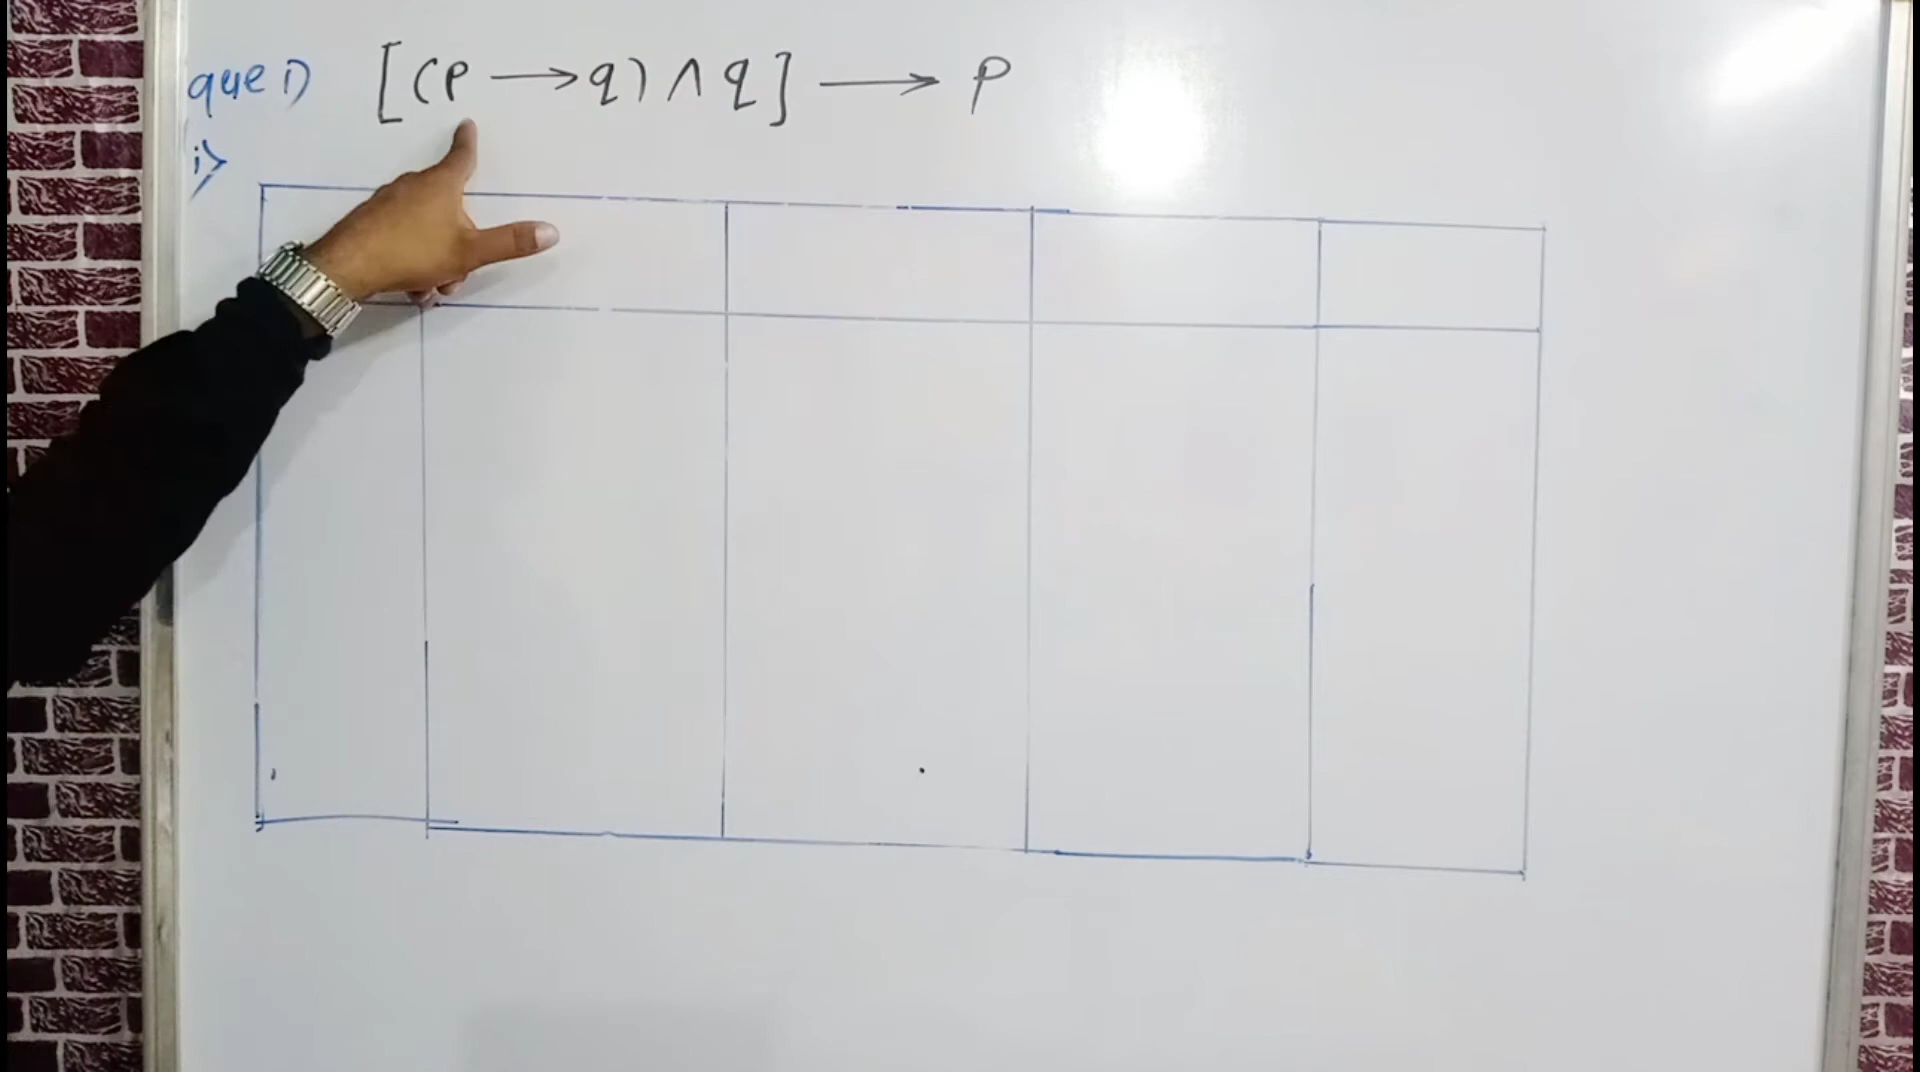 que 1) [(P → q) ∧ q] → P
i>